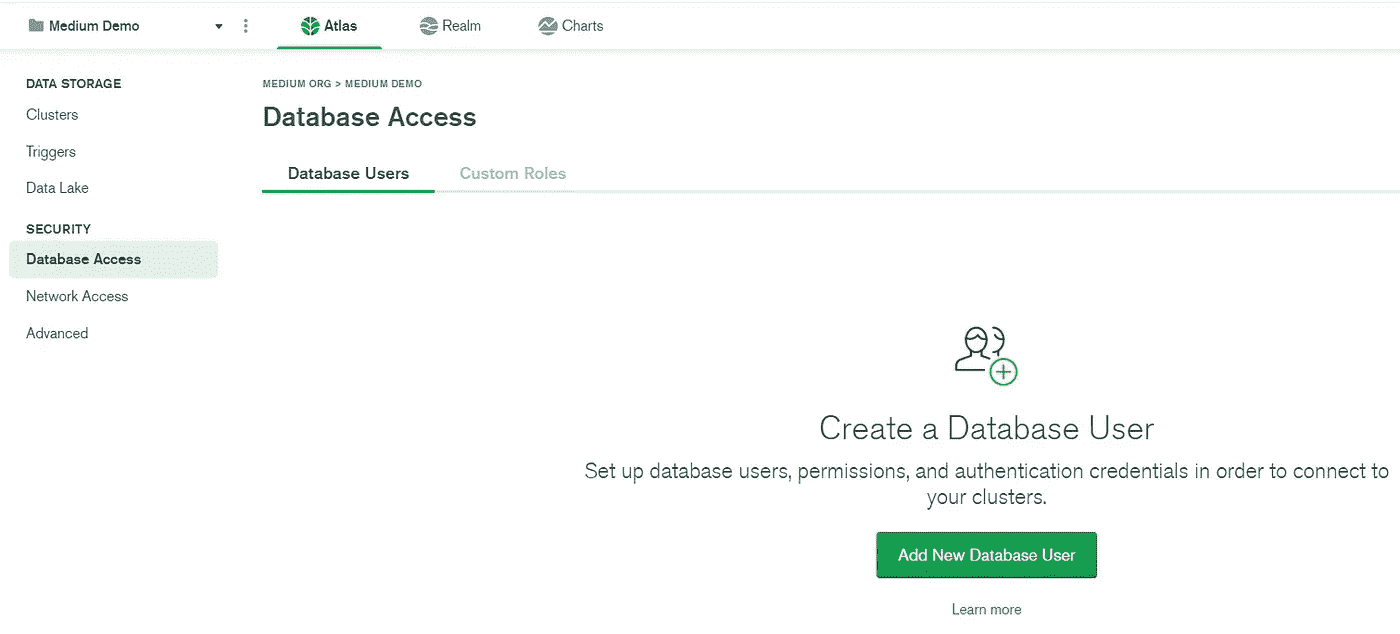 Medium Demo
Atlas
Realm
Charts
DATA STORAGE
Clusters
Triggers
Data Lake
SECURITY
Database Access
Network Access
Advanced
MEDIUM ORG > MEDIUM DEMO
Database Access
Database Users
Custom Roles
Create a Database User
Set up database users, permissions, and authentication credentials in order to connect to
your clusters.
Add New Database User
Learn more